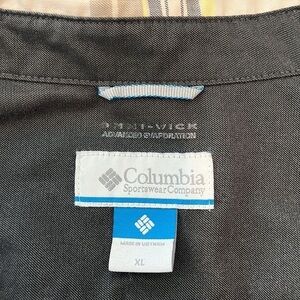 OMNI-WICK
ADVANCED EVAPORATION
Columbia
Sportswear Company
MADE IN VIETNAM
XL